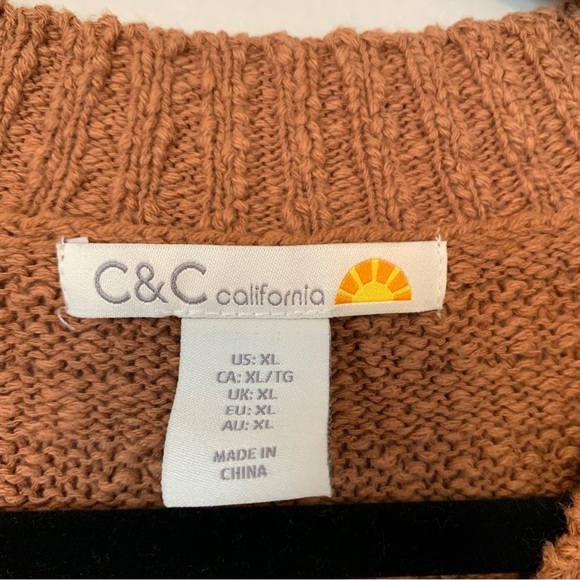 C&C california
US: XL
CA: XL/TG
UK: XL
EU: XL
AU: XL
MADE IN
CHINA